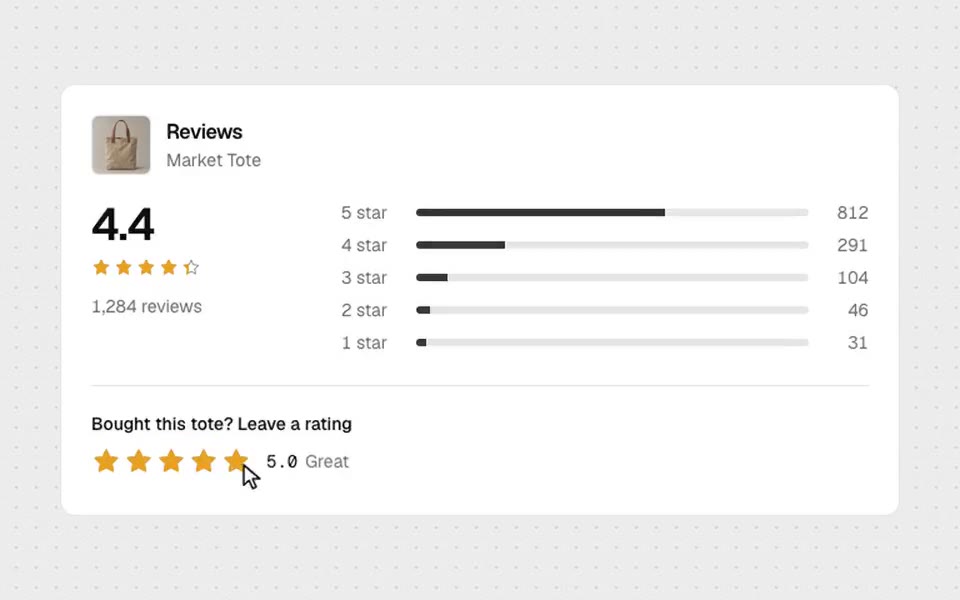 Reviews
Market Tote
4.4
1,284 reviews
5 star 812
4 star 291
3 star 104
2 star 46
1 star 31
Bought this tote? Leave a rating
5.0 Great